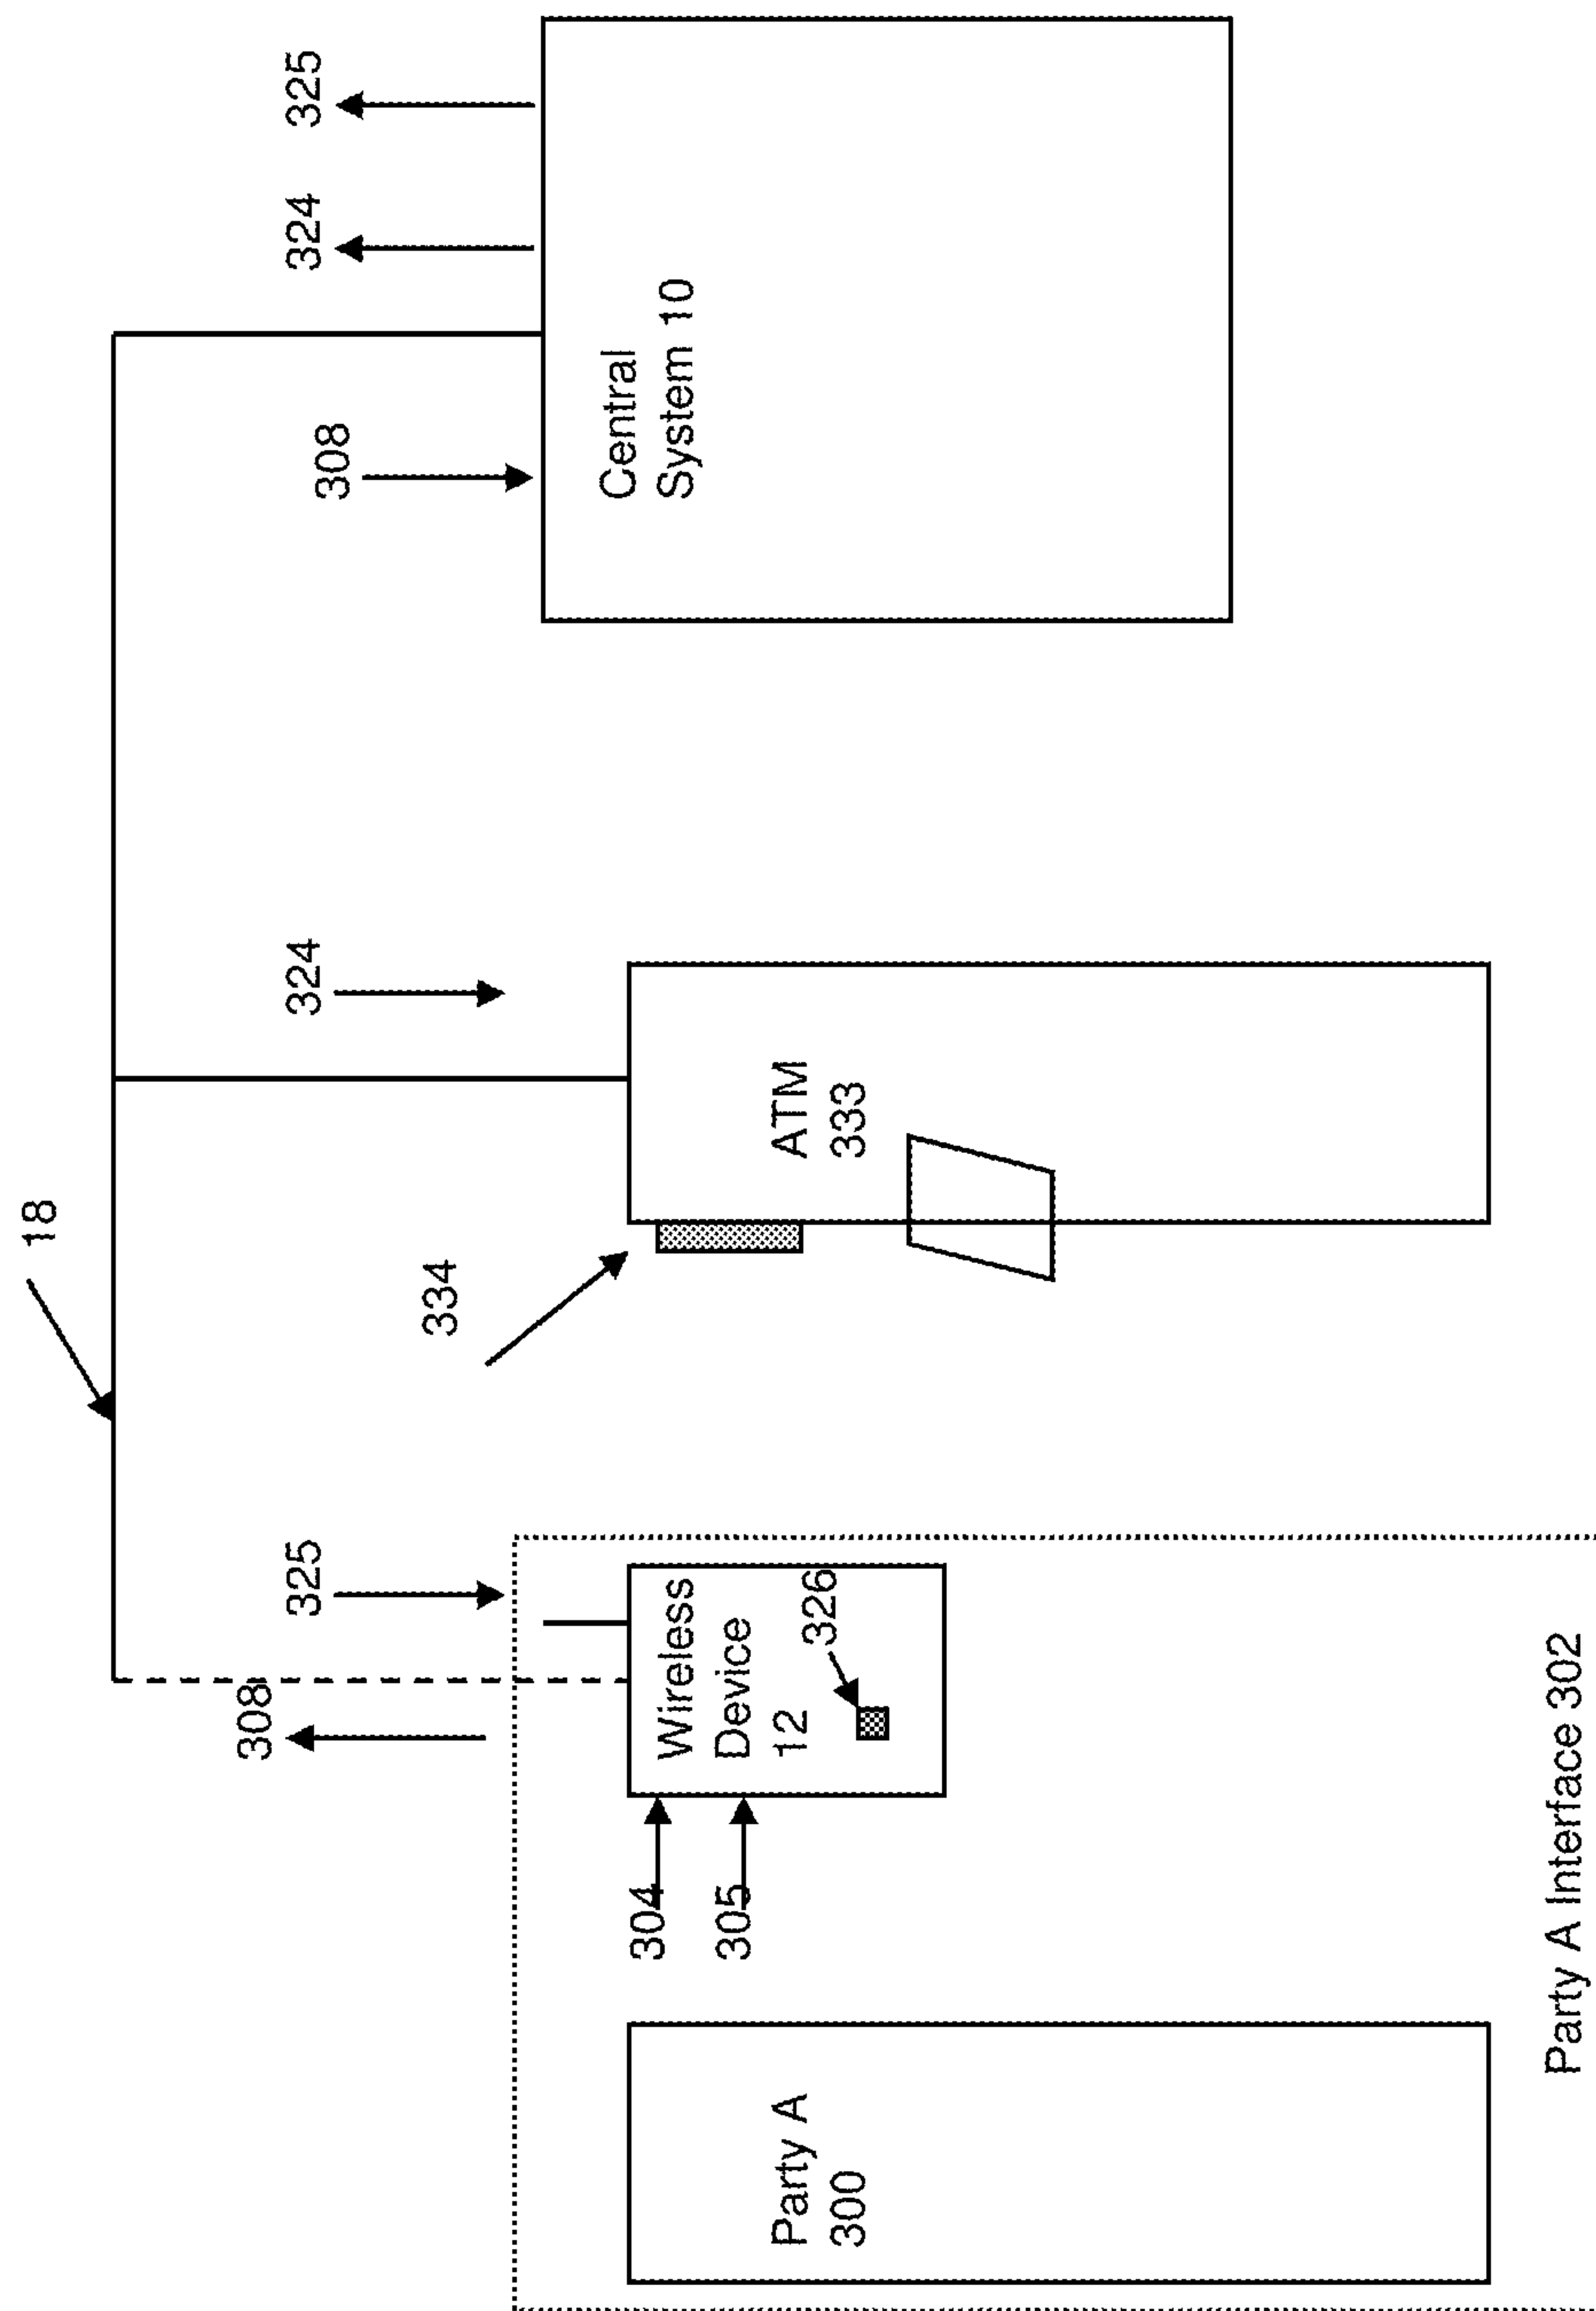 18
308
325
334
324
308
324
325
304
305
Wireless
Device
12
326
Party A
300
ATM
333
Central
System 10
Party A Interface 302